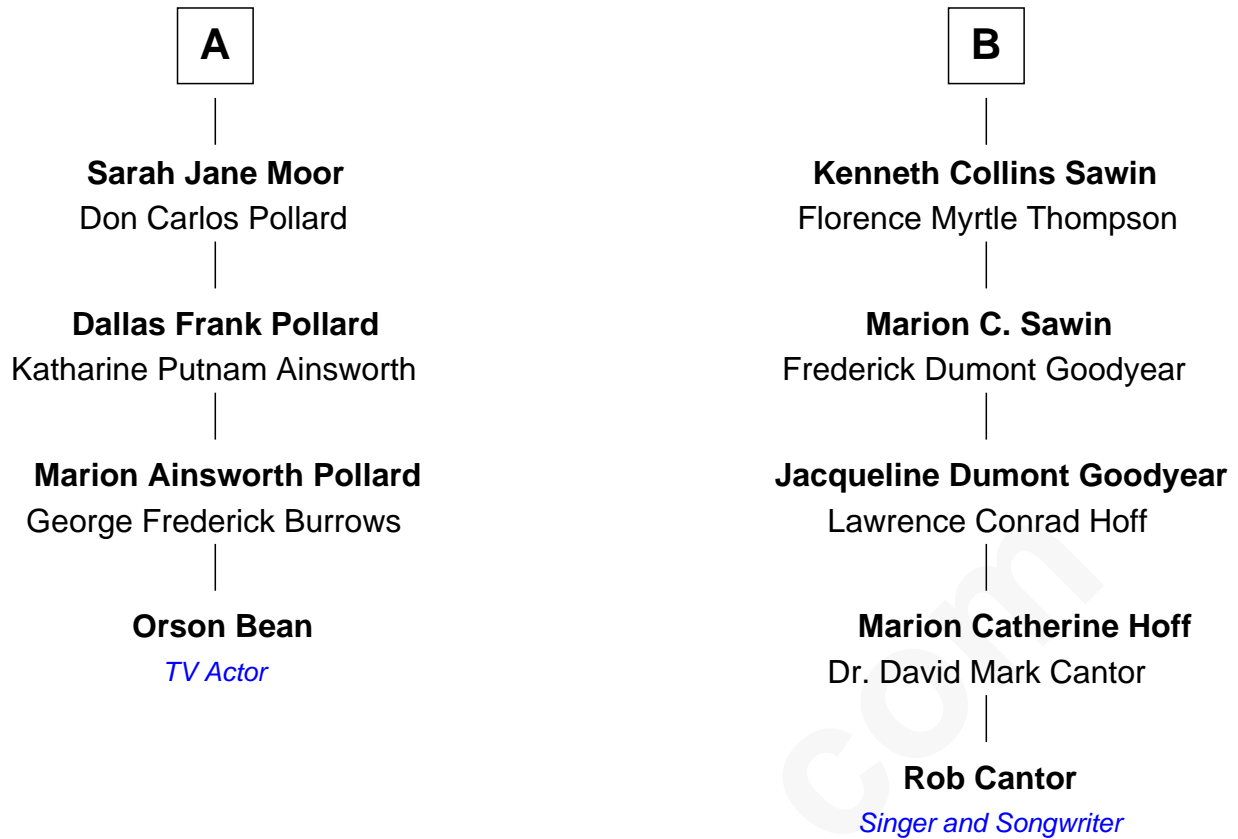 A
Sarah Jane Moor
Don Carlos Pollard
Dallas Frank Pollard
Katharine Putnam Ainsworth
Marion Ainsworth Pollard
George Frederick Burrows
Orson Bean
TV Actor
B
Kenneth Collins Sawin
Florence Myrtle Thompson
Marion C. Sawin
Frederick Dumont Goodyear
Jacqueline Dumont Goodyear
Lawrence Conrad Hoff
Marion Catherine Hoff
Dr. David Mark Cantor
Rob Cantor
Singer and Songwriter
com